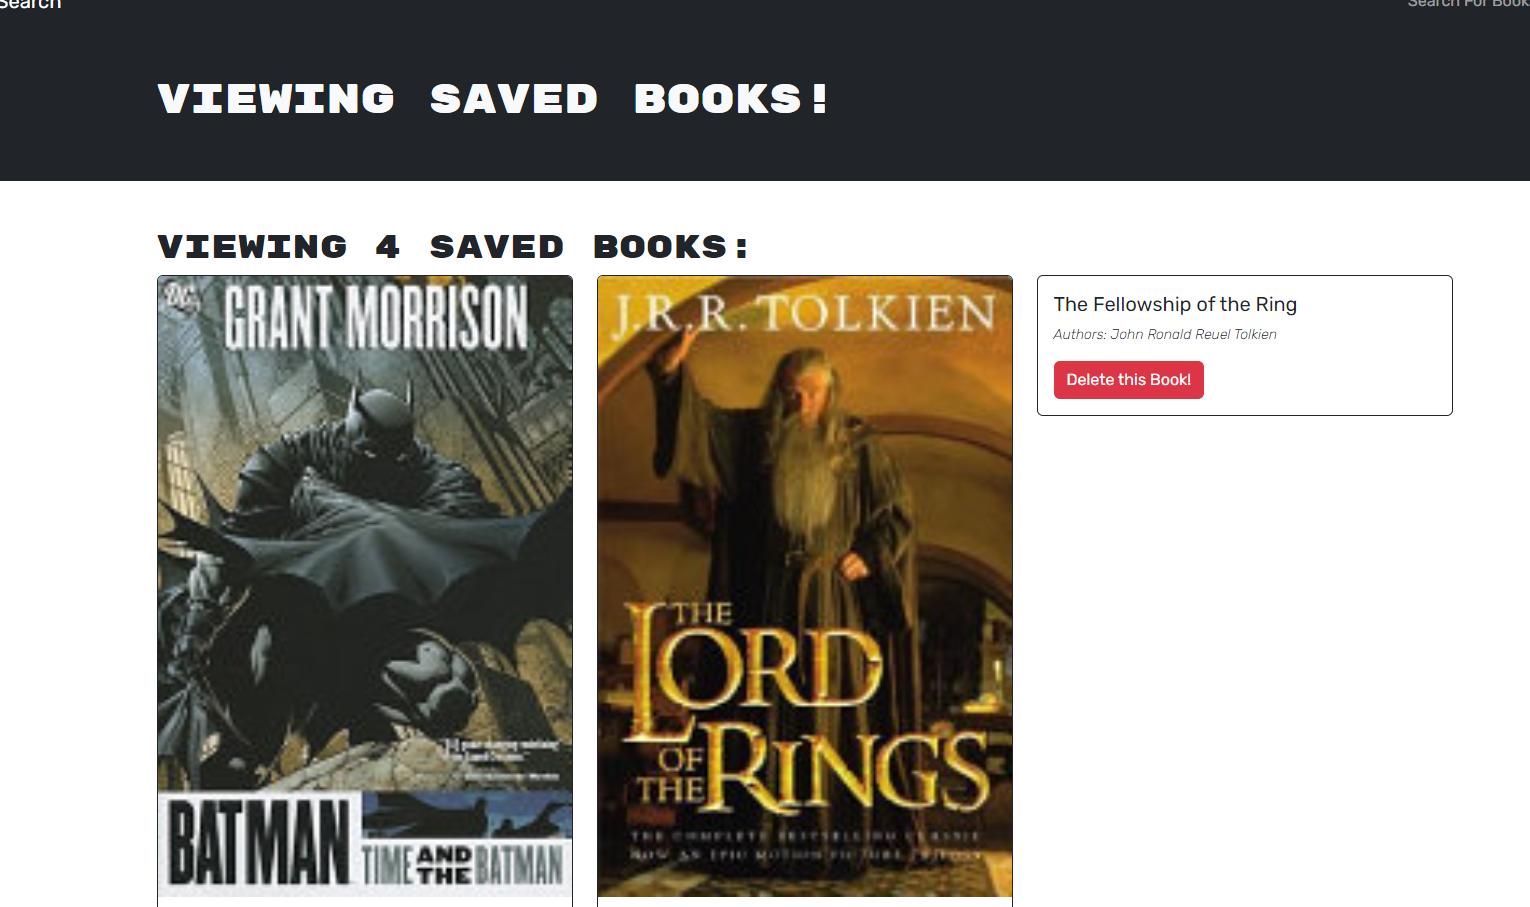 Search
Search For Book
VIEWING SAVED BOOKS!
VIEWING 4 SAVED BOOKS:
DC
GRANT MORRISON
BATMAN
TIME AND THE BATMAN
J.R.R. TOLKIEN
THE
LORD
OF
THE RINGS
THE COMPLETE BESTSELLING CLASSIC
NOW AN EPIC MOTION PICTURE TRILOGY
The Fellowship of the Ring
Authors: John Ronald Reuel Tolkien
Delete this Book!